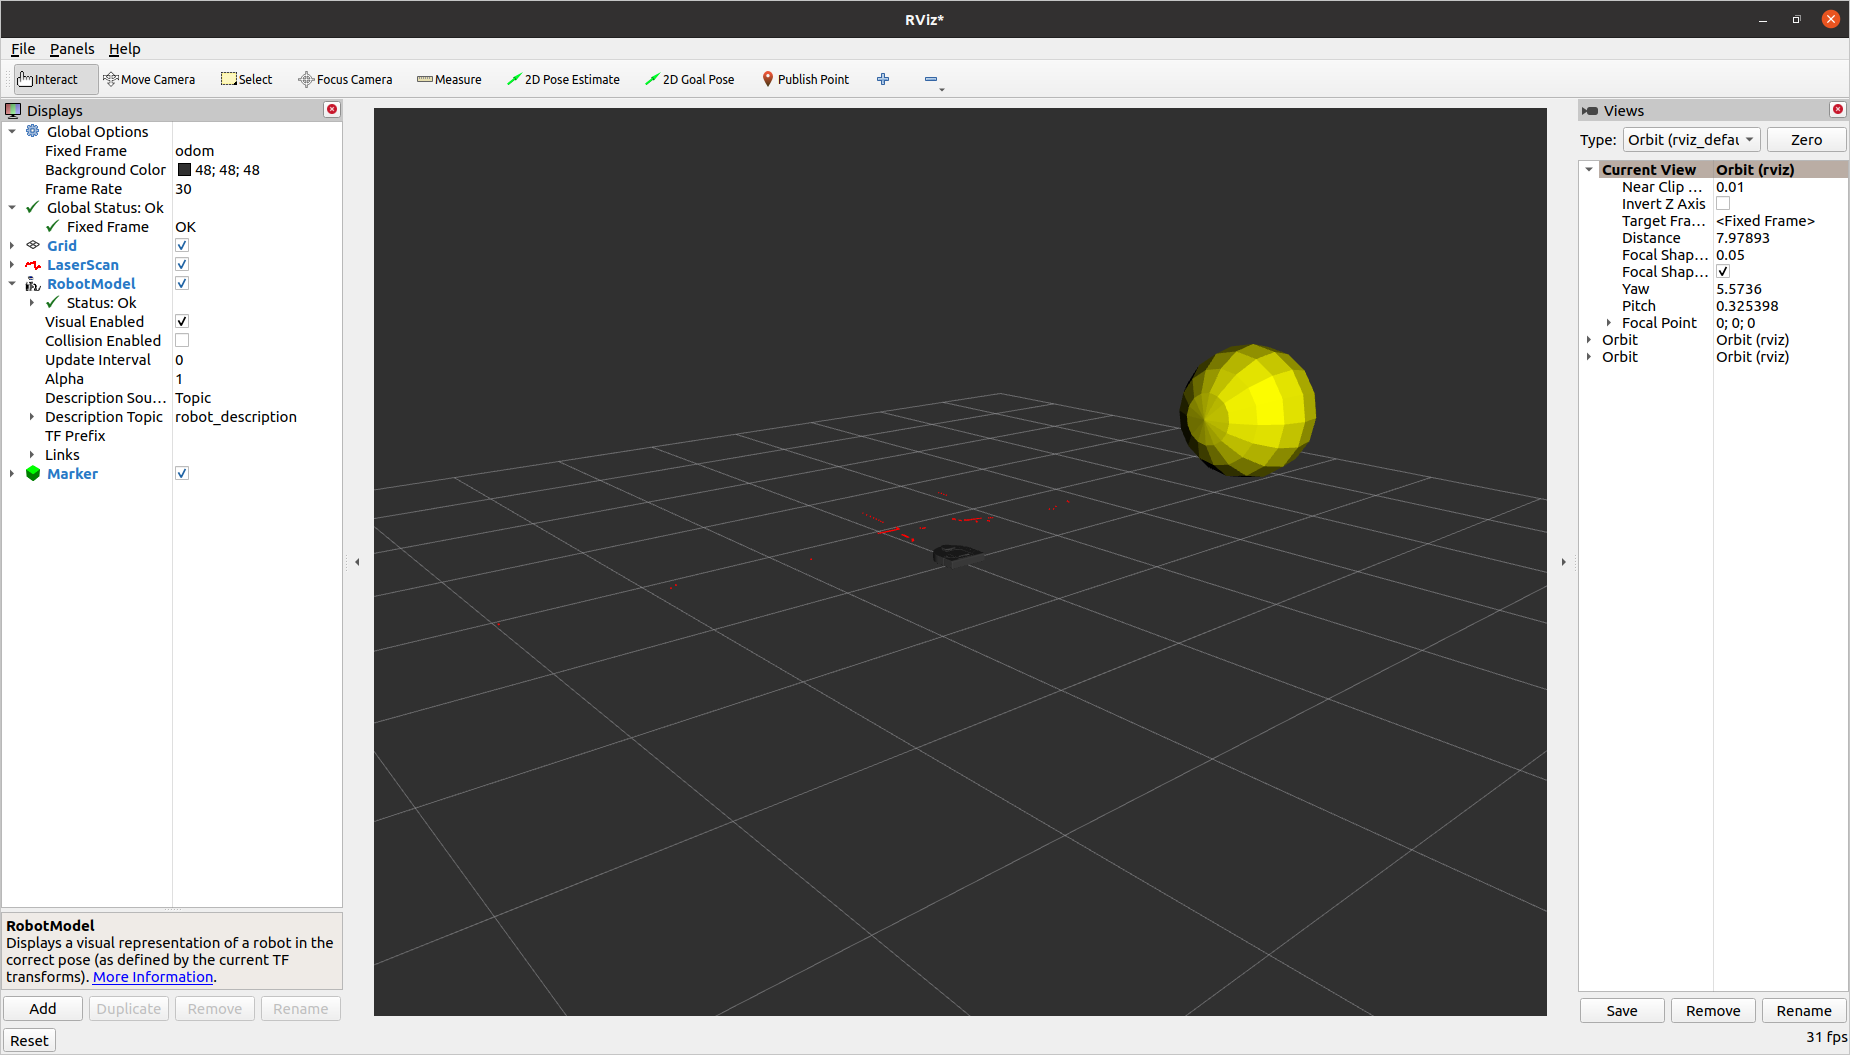 RViz*
File Panels Help
Interact Move Camera Select Focus Camera Measure 2D Pose Estimate 2D Goal Pose Publish Point
Displays
Global Options
Fixed Frame odom
Background Color 48; 48; 48
Frame Rate 30
Global Status: Ok
Fixed Frame OK
Grid
LaserScan
RobotModel
Status: Ok
Visual Enabled
Collision Enabled
Update Interval 0
Alpha 1
Description Sou... Topic
Description Topic robot_description
TF Prefix
Links
Marker
RobotModel
Displays a visual representation of a robot in the
correct pose (as defined by the current TF
transforms). More Information.
Add Duplicate Remove Rename
Reset
Views
Type: Orbit (rviz_defau Zero
Current View Orbit (rviz)
Near Clip ... 0.01
Invert Z Axis
Target Fra... <Fixed Frame>
Distance 7.97893
Focal Shap... 0.05
Focal Shap...
Yaw 5.5736
Pitch 0.325398
Focal Point 0; 0; 0
Orbit Orbit (rviz)
Orbit Orbit (rviz)
Save Remove Rename
31 fps